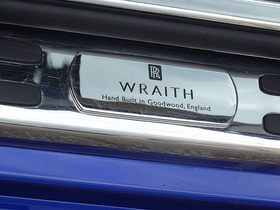 RR
WRAITH
Hand Built in Goodwood, England